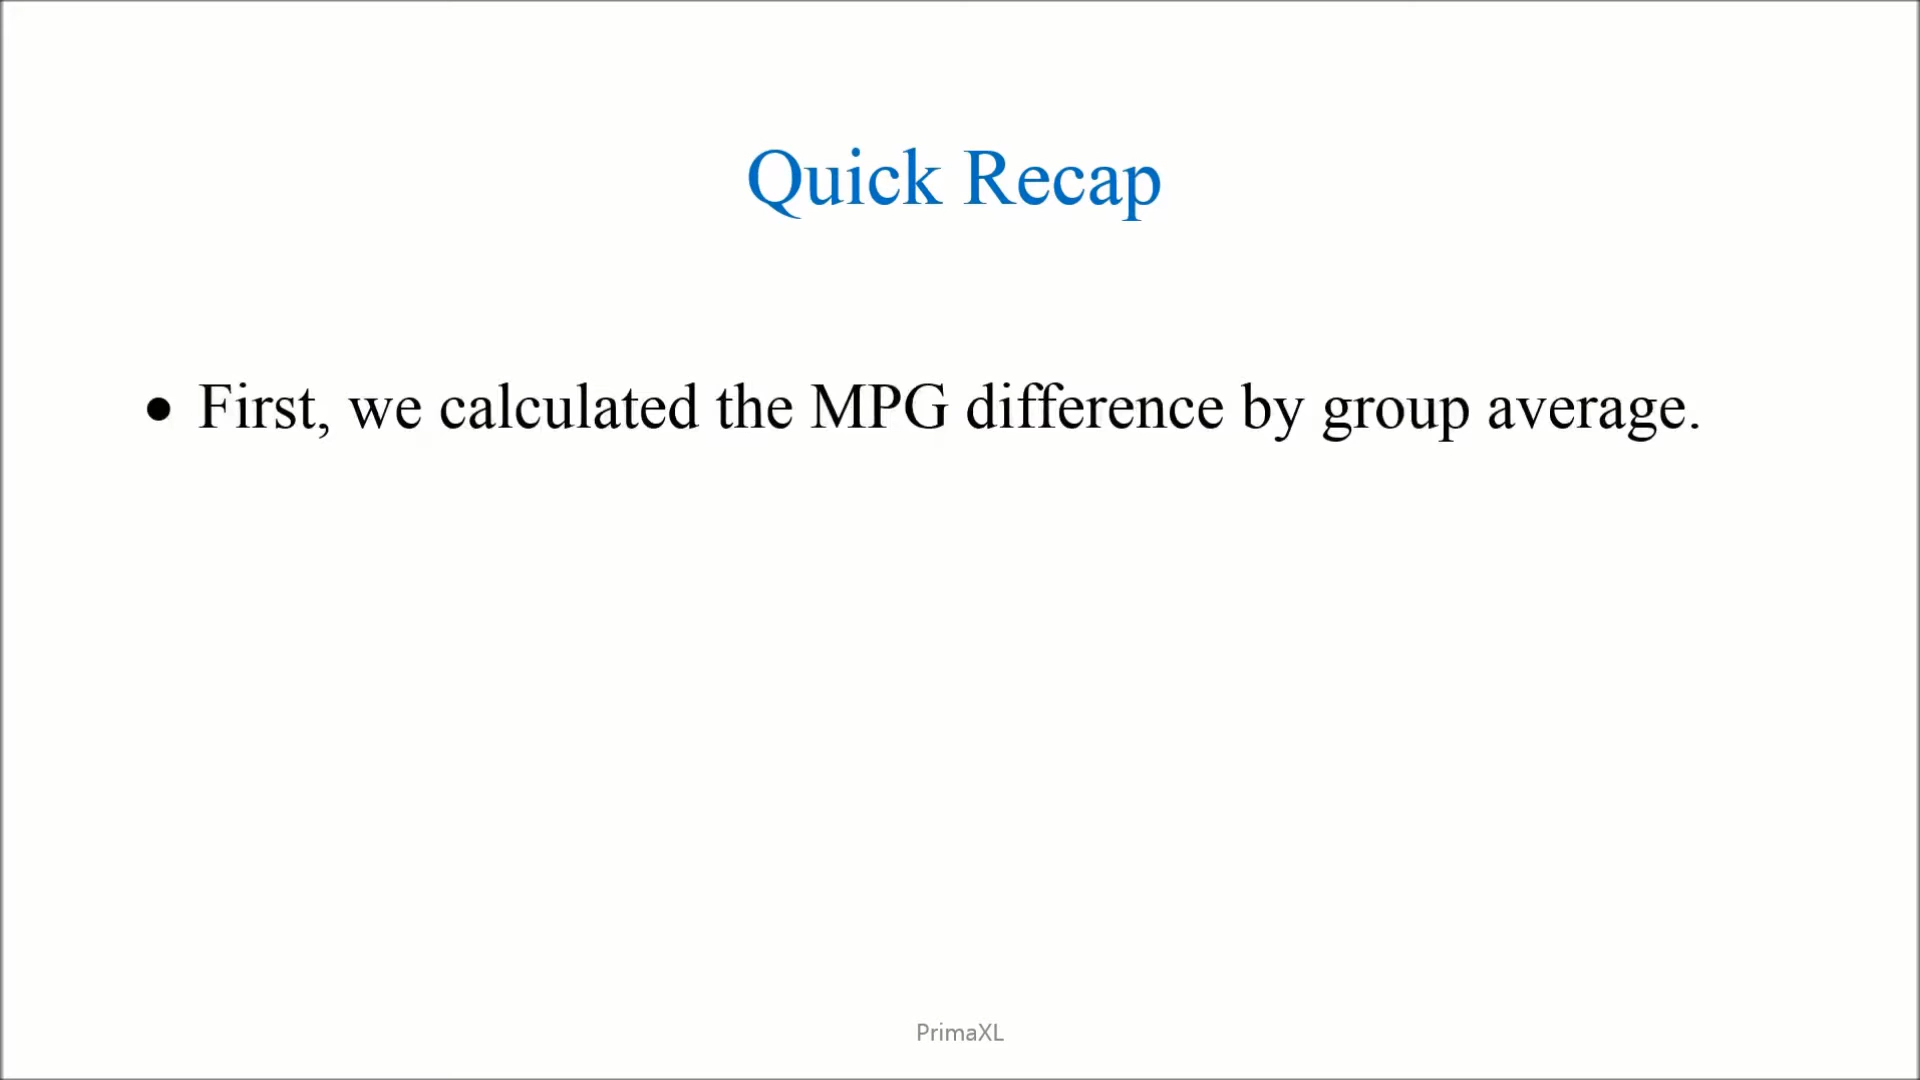 Quick Recap
• First, we calculated the MPG difference by group average.
PrimaXL